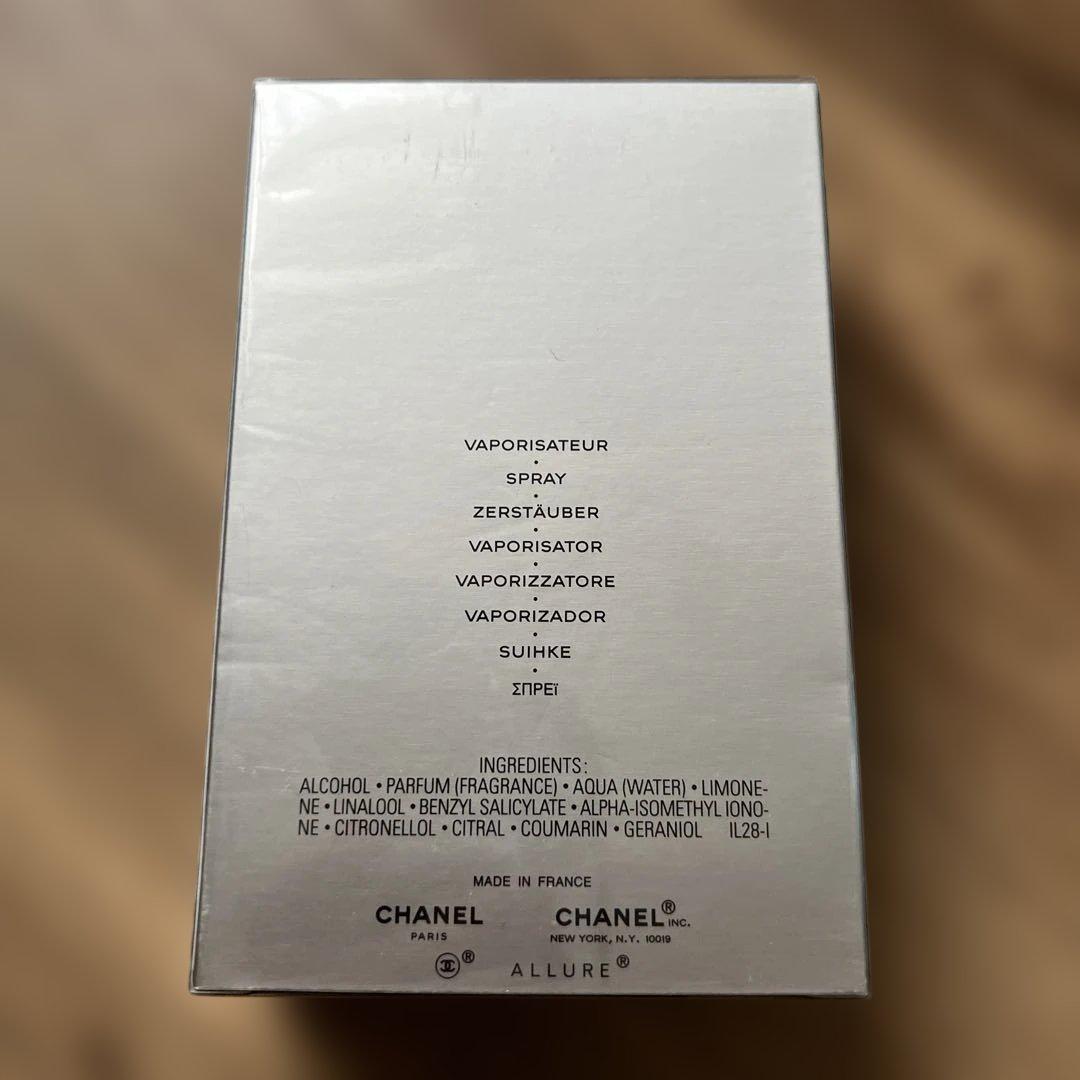 VAPORISATEUR
•
SPRAY
•
ZERSTÄUBER
•
VAPORISATOR
•
VAPORIZZATORE
•
VAPORIZADOR
•
SUIHKE
•
ΣΠΡΕϊ
INGREDIENTS:
ALCOHOL • PARFUM (FRAGRANCE) • AQUA (WATER) • LIMONE-
NE • LINALOOL • BENZYL SALICYLATE • ALPHA-ISOMETHYL IONO-
NE • CITRONELLOL • CITRAL • COUMARIN • GERANIOL IL28-I
MADE IN FRANCE
CHANEL CHANEL® INC.
PARIS NEW YORK, N.Y. 10019
® ALLURE®